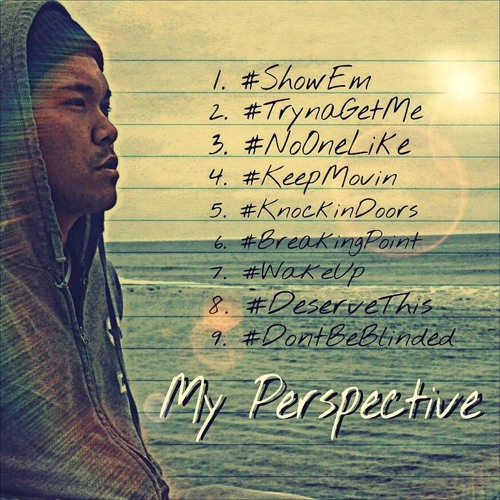 1. #ShowEm
2. #TrynaGetMe
3. #NoOneLike
4. #KeepMovin
5. #KnockinDoors
6. #BreakingPoint
7. #WakeUp
8. #DeserveThis
9. #DontBeBlinded
My Perspective